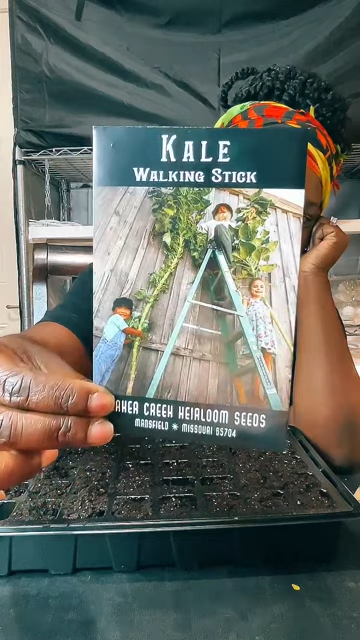 KALE
WALKING STICK
CREEK HEIRLOOM SEEDS
MANSFIELD * MISSOURI 65704